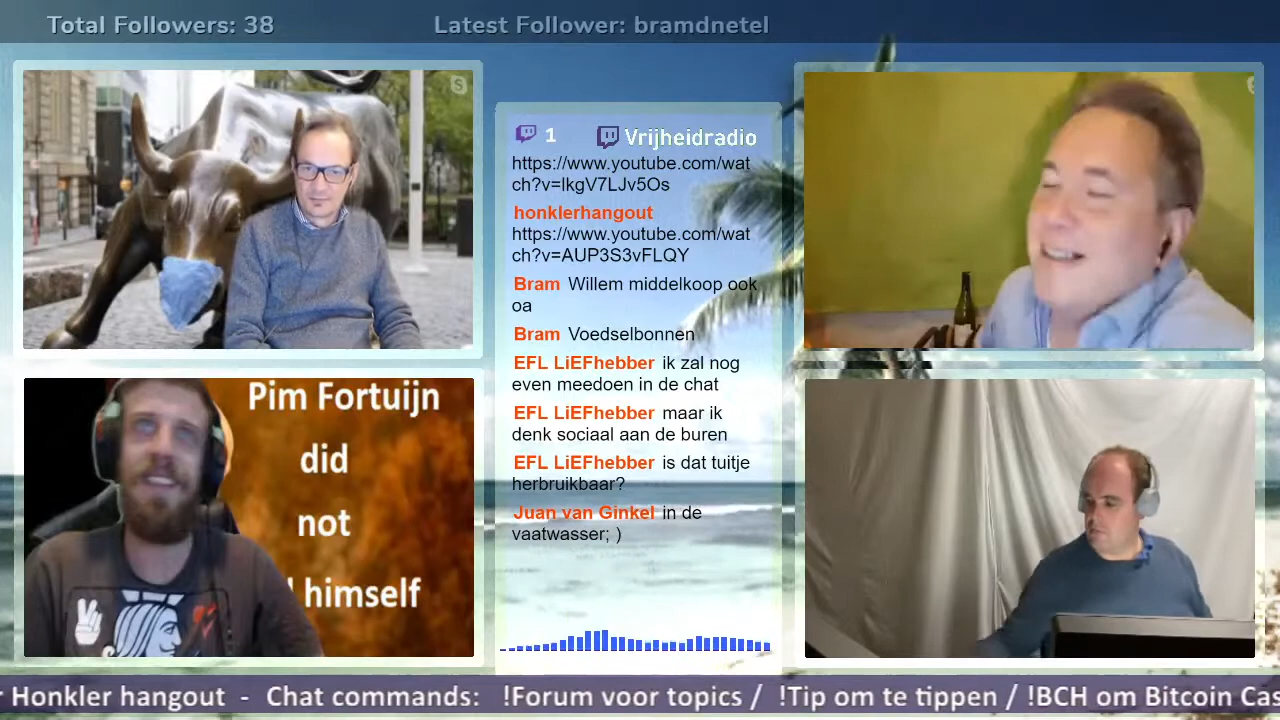 Total Followers: 38
Latest Follower: bramdnetel
1
Vrijheidradio
https://www.youtube.com/wat
ch?v=lkgV7LJv5Os
honklerhangout
https://www.youtube.com/wat
ch?v=AUP3S3vFLQY
Bram Willem middelkoop ook
oa
Bram Voedselbonnen
EFL LiEFhebber ik zal nog
even meedoen in de chat
EFL LiEFhebber maar ik
denk sociaal aan de buren
EFL LiEFhebber is dat tuitje
herbruikbaar?
Juan van Ginkel in de
vaatwasser; )
Pim Fortuijn
did
not
himself
r Honkler hangout - Chat commands: !Forum voor topics / !Tip om te tippen / !BCH om Bitcoin Cas